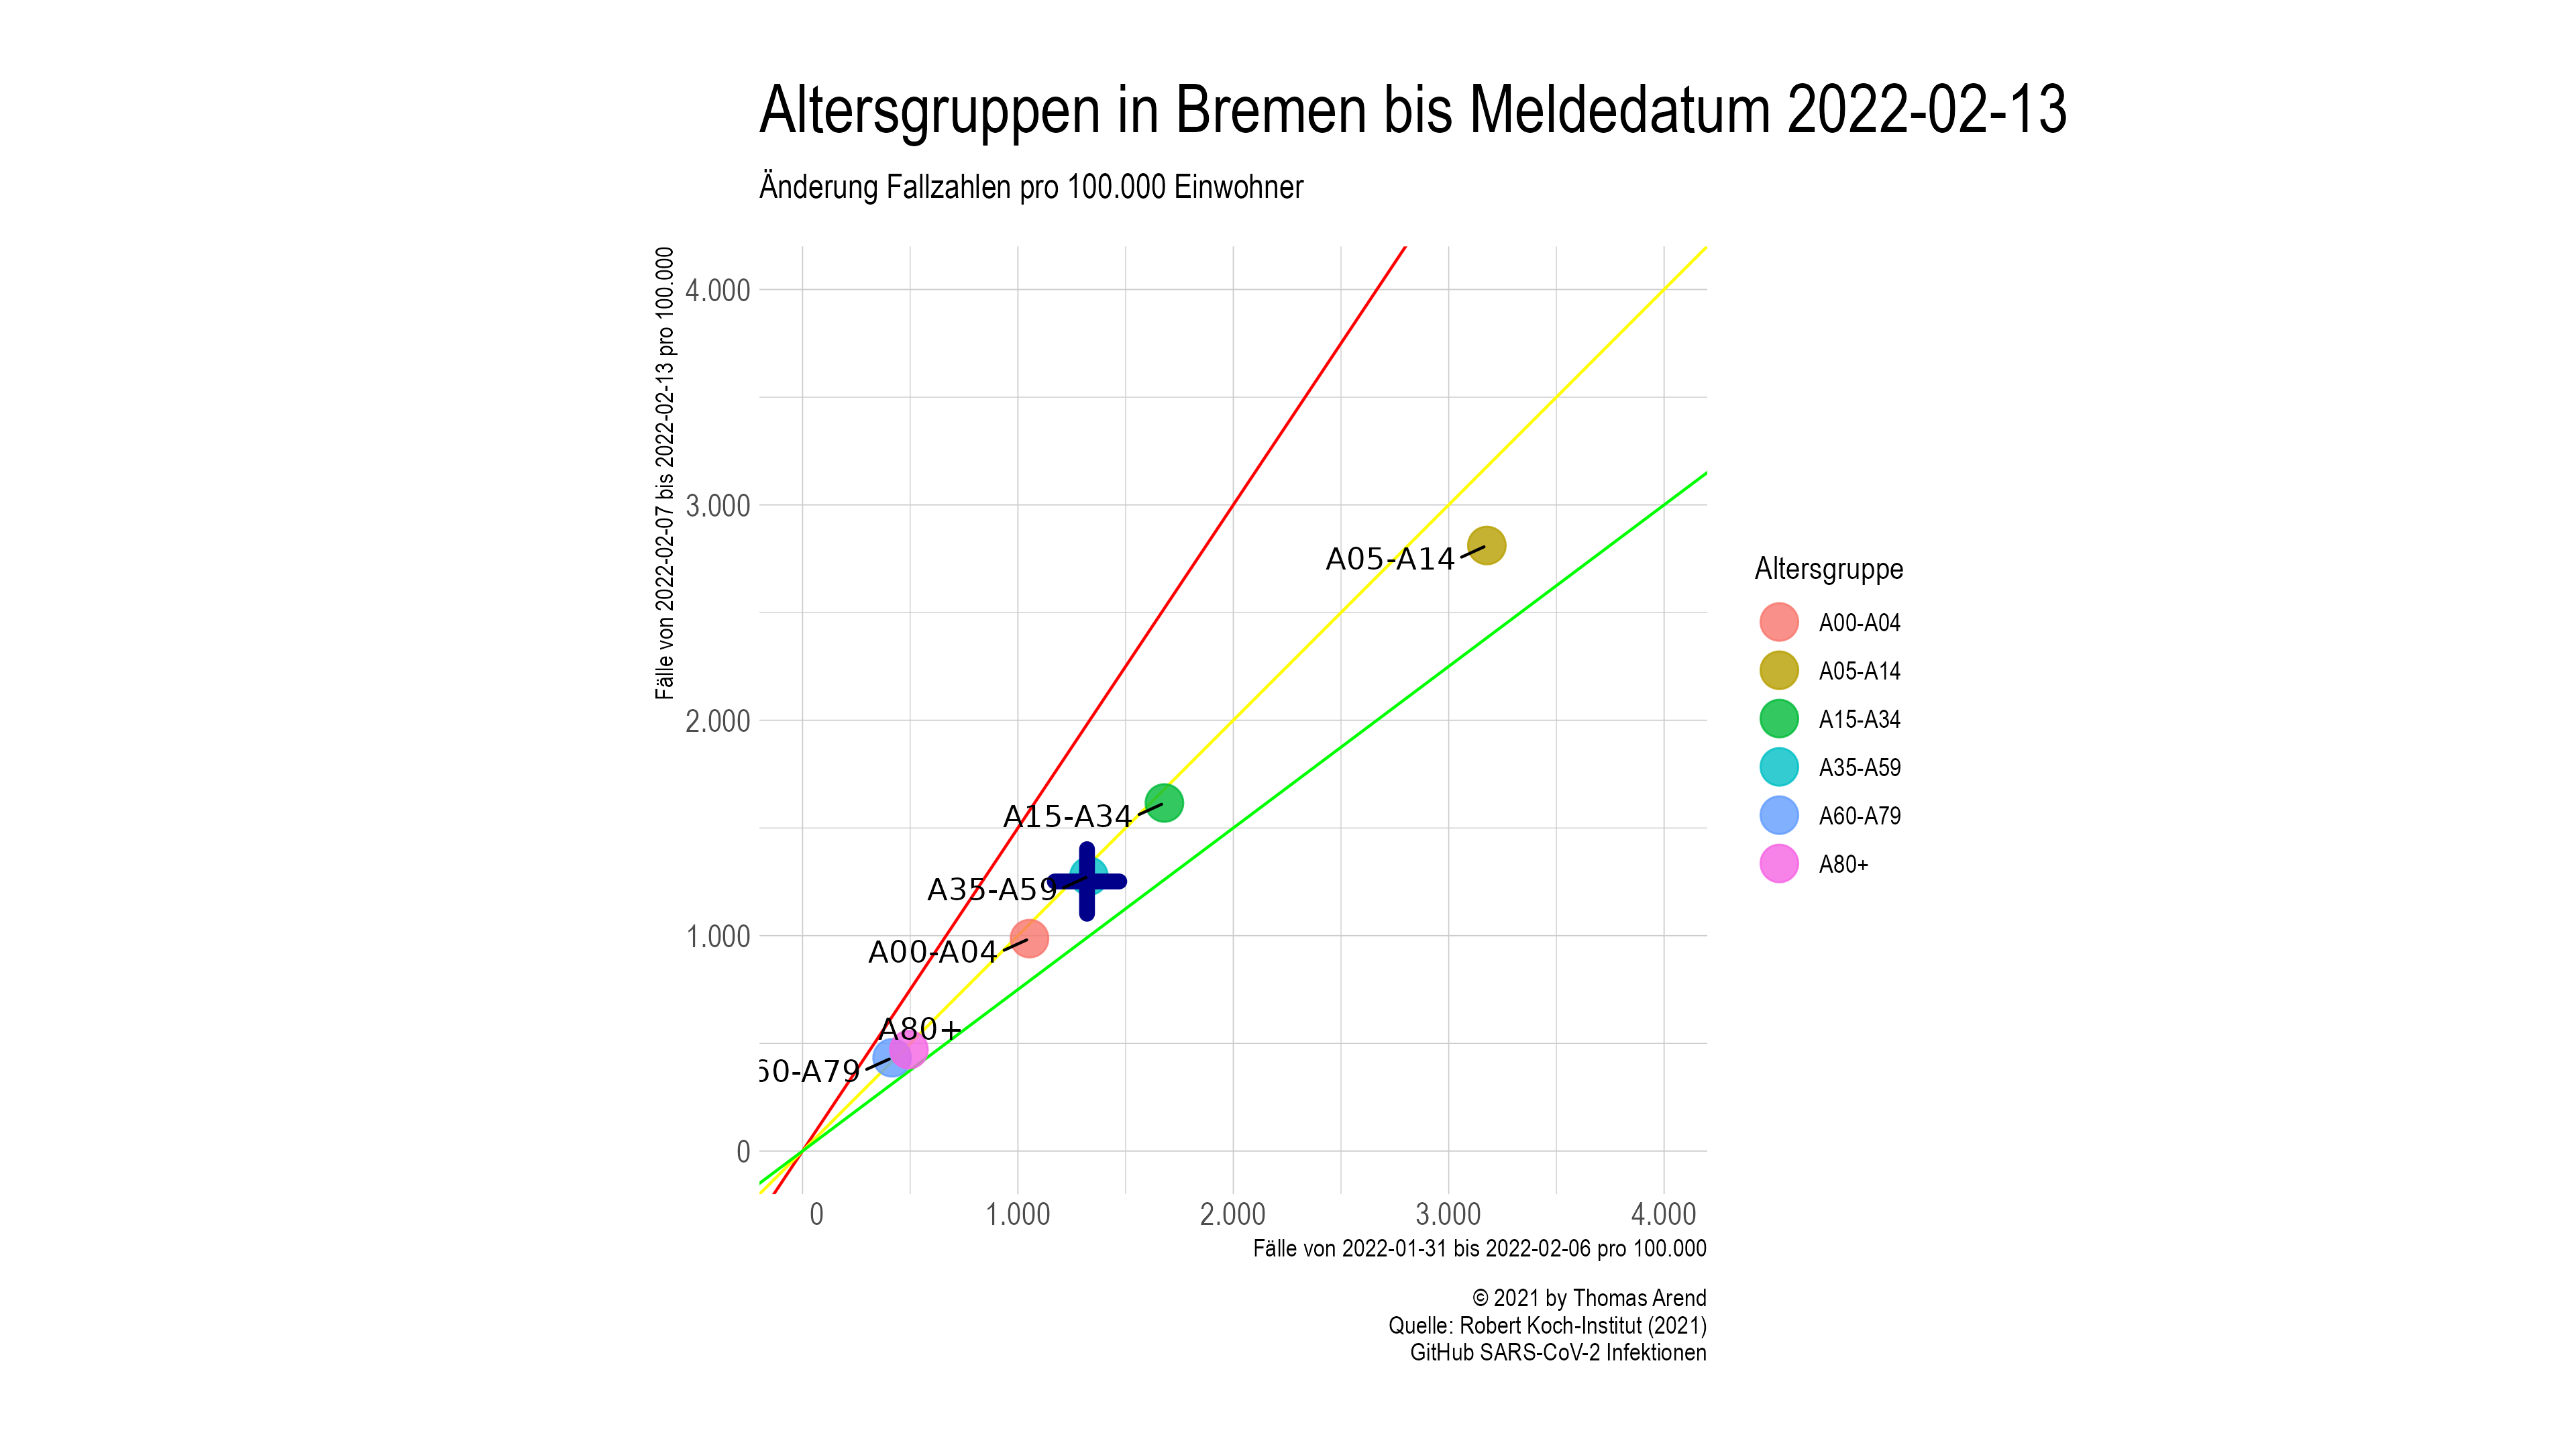 Altersgruppen in Bremen bis Meldedatum 2022-02-13
Änderung Fallzahlen pro 100.000 Einwohner
Fälle von 2022-02-07 bis 2022-02-13 pro 100.000
4.000
3.000
2.000
1.000
0
A05-A14
A15-A34
A35-A59
A00-A04
A80+
60-A79
0
1.000
2.000
3.000
4.000
Fälle von 2022-01-31 bis 2022-02-06 pro 100.000
Altersgruppe
A00-A04
A05-A14
A15-A34
A35-A59
A60-A79
A80+
© 2021 by Thomas Arend
Quelle: Robert Koch-Institut (2021)
GitHub SARS-CoV-2 Infektionen